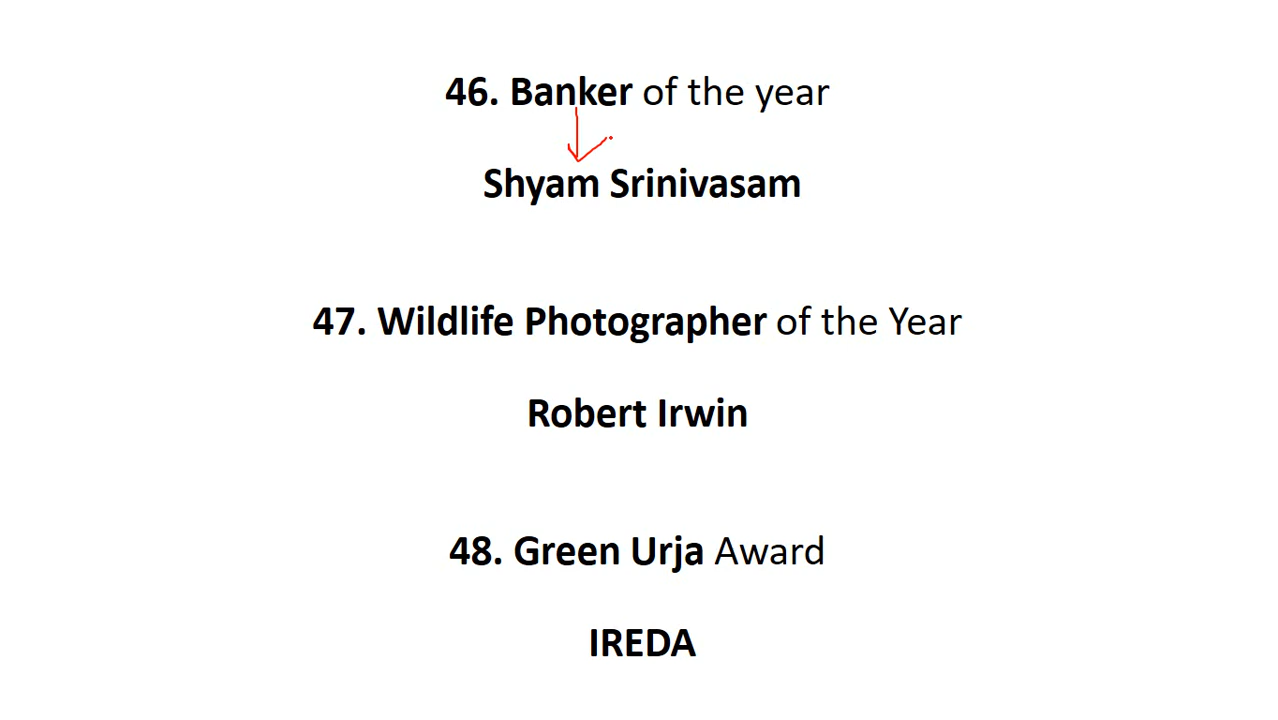 46. Banker of the year
Shyam Srinivasam
47. Wildlife Photographer of the Year
Robert Irwin
48. Green Urja Award
IREDA